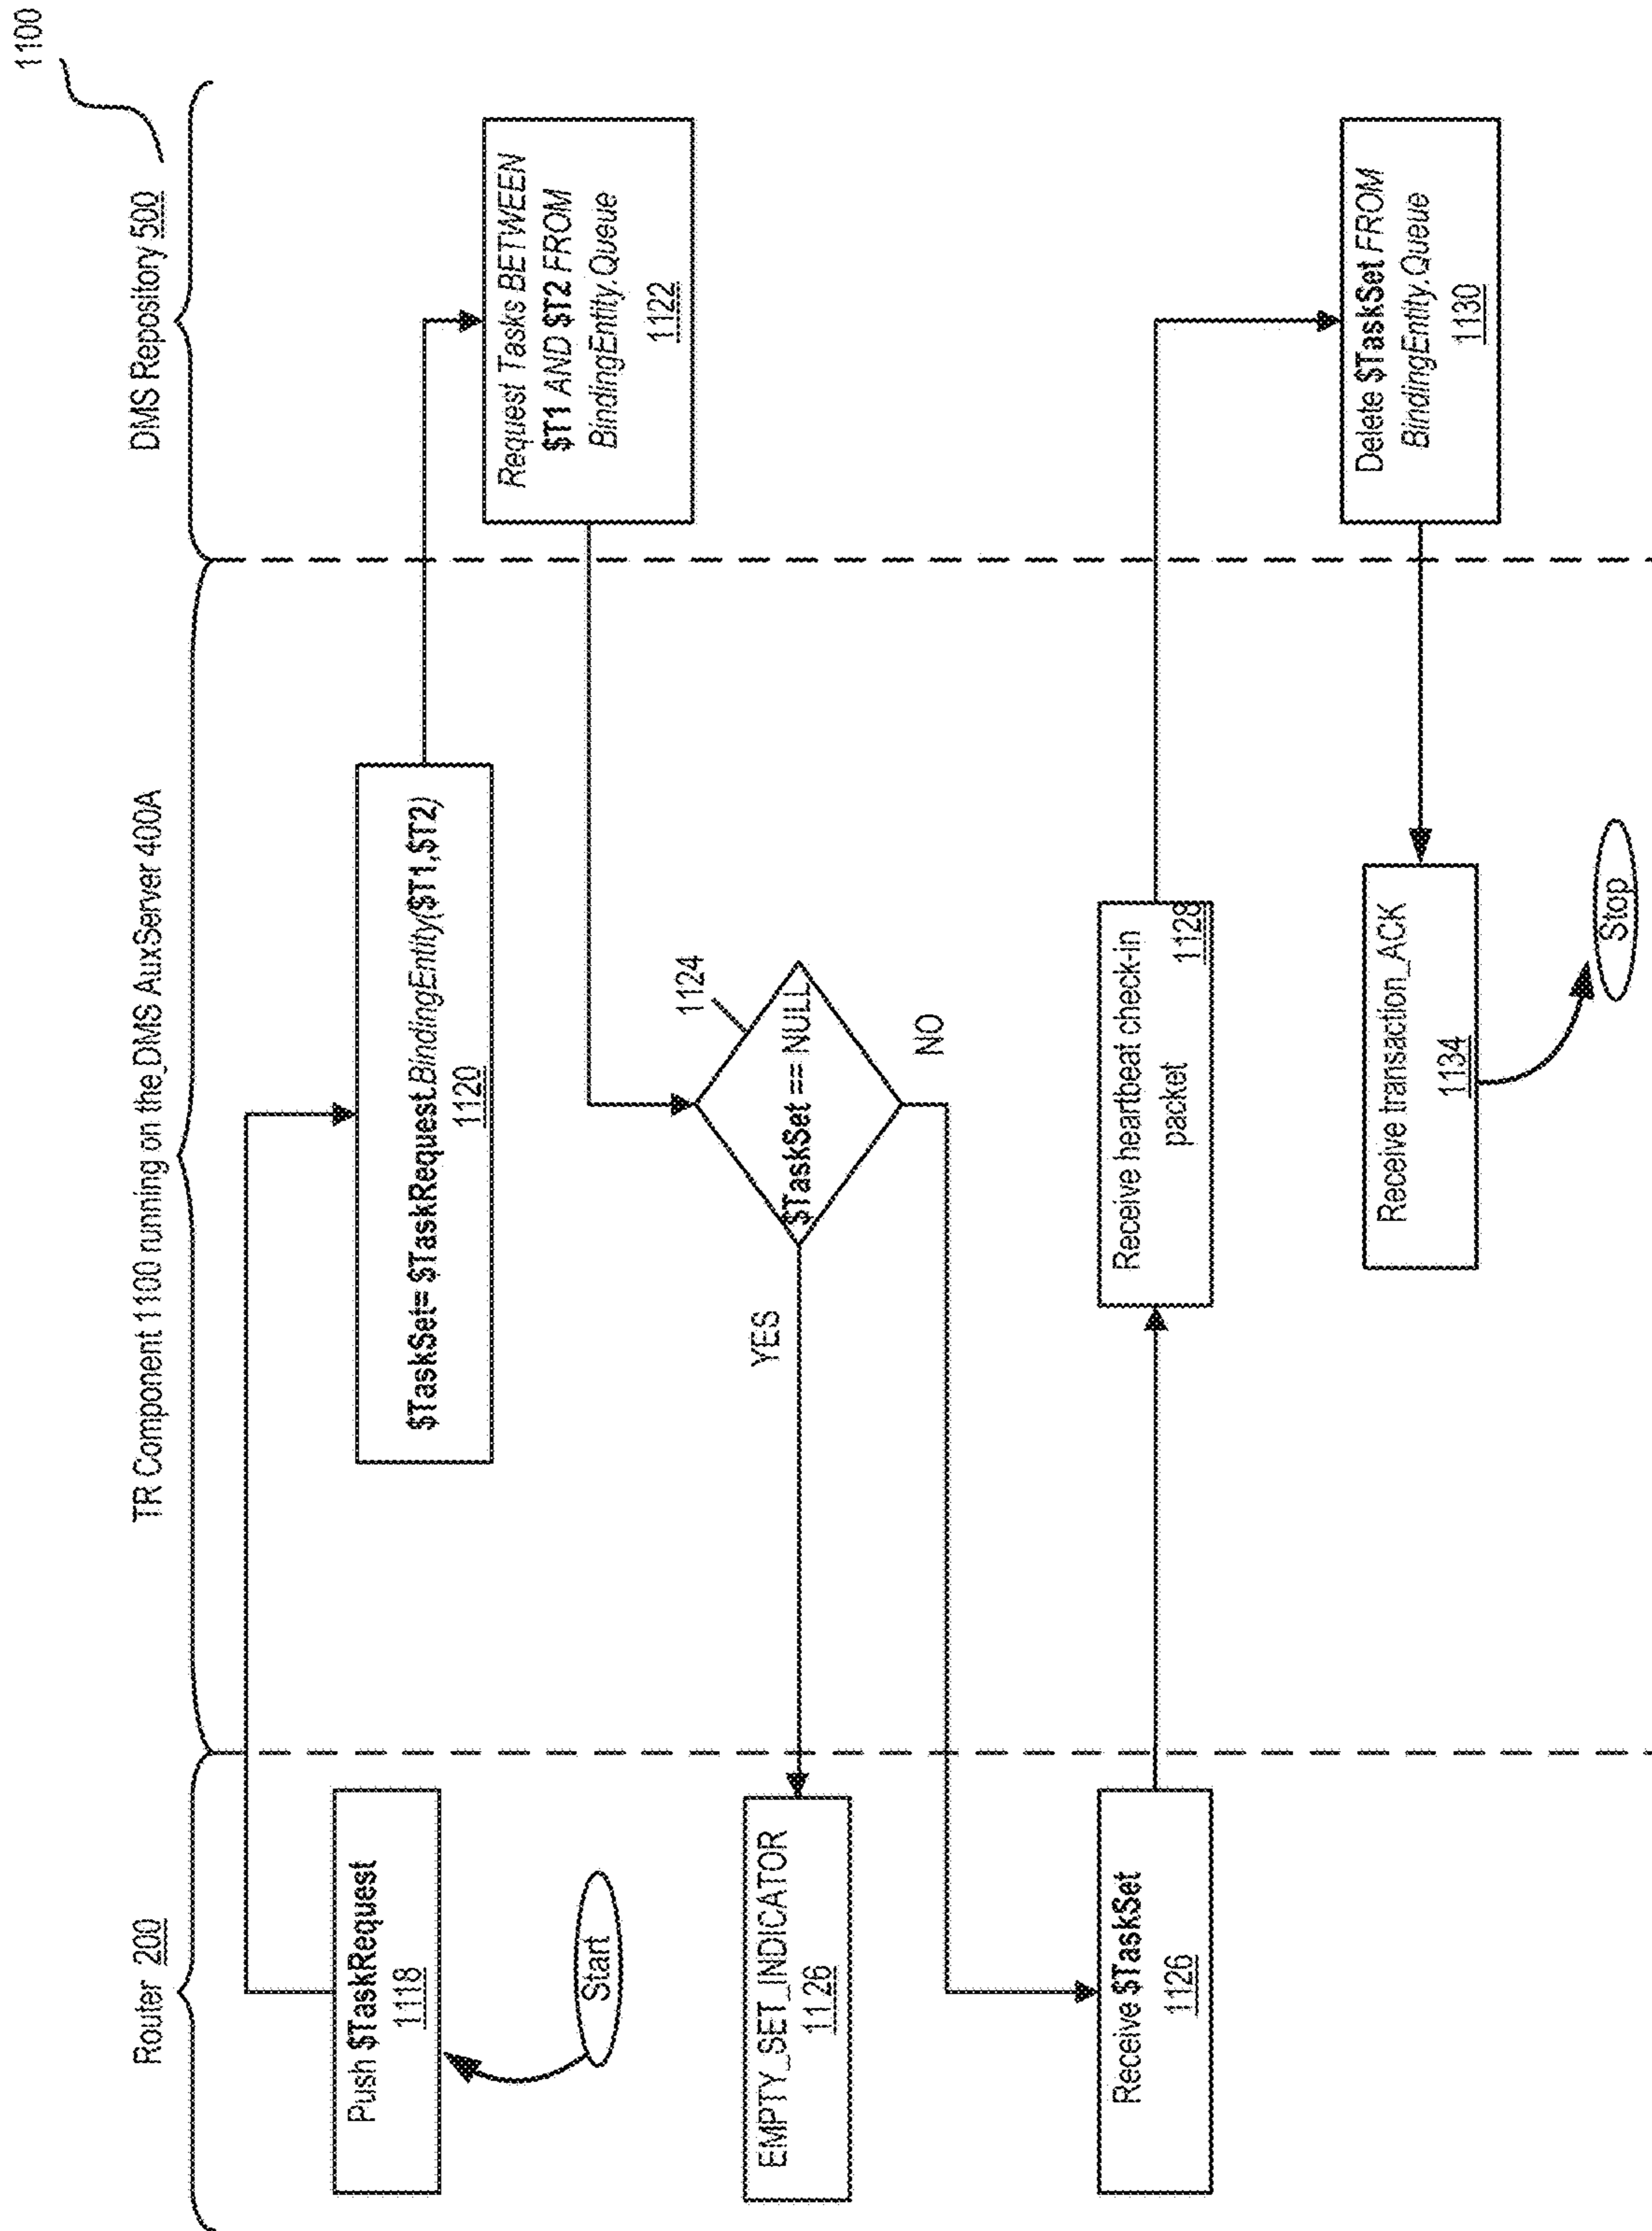 1100
Router 200
TR Component 1100 running on the DMS AuxServer 400A
DMS Repository 500
Push $TaskRequest
1118
Start
$TaskSet= $TaskRequest.BindingEntity($T1,$T2)
1120
Request Tasks BETWEEN
$T1 AND $T2 FROM
BindingEntity.Queue
1122
1124
$TaskSet == NULL
YES
NO
EMPTY_SET_INDICATOR
1126
Receive $TaskSet
1126
Receive heartbeat check-in
packet
1128
Delete $TaskSet FROM
BindingEntity.Queue
1130
Receive transaction_ACK
1134
Stop